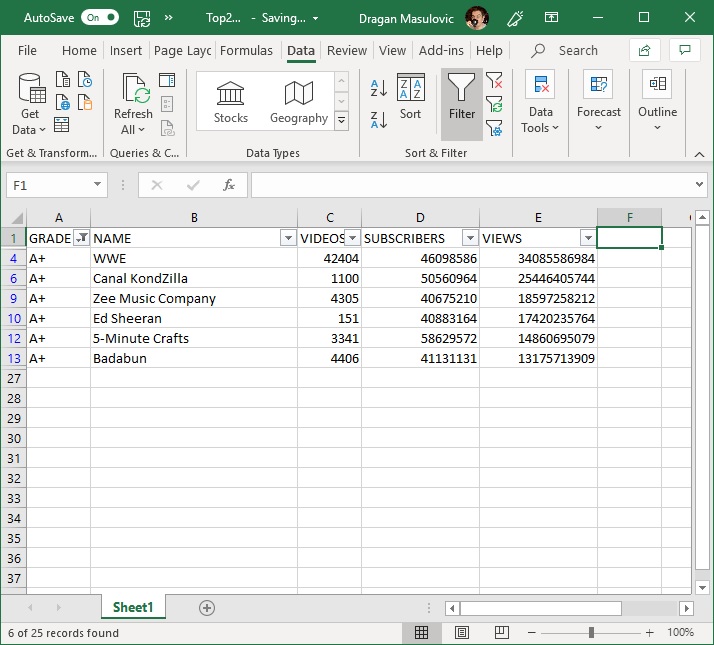 AutoSave On » Top2... - Saving... Dragan Masulovic
File Home Insert Page Layc Formulas Data Review View Add-ins Help Search
Get Data Refresh All Stocks Geography Sort Filter Data Tools Forecast Outline
Get & Transform... Queries & C... Data Types Sort & Filter
F1 fx
A B C D E F
1 GRADE NAME VIDEOS SUBSCRIBERS VIEWS
4 A+ WWE 42404 46098586 34085586984
6 A+ Canal KondZilla 1100 50560964 25446405744
9 A+ Zee Music Company 4305 40675210 18597258212
10 A+ Ed Sheeran 151 40883164 17420235764
12 A+ 5-Minute Crafts 3341 58629572 14860695079
13 A+ Badabun 4406 41131131 13175713909
27
28
29
30
31
32
33
34
35
36
37
Sheet1
6 of 25 records found 100%